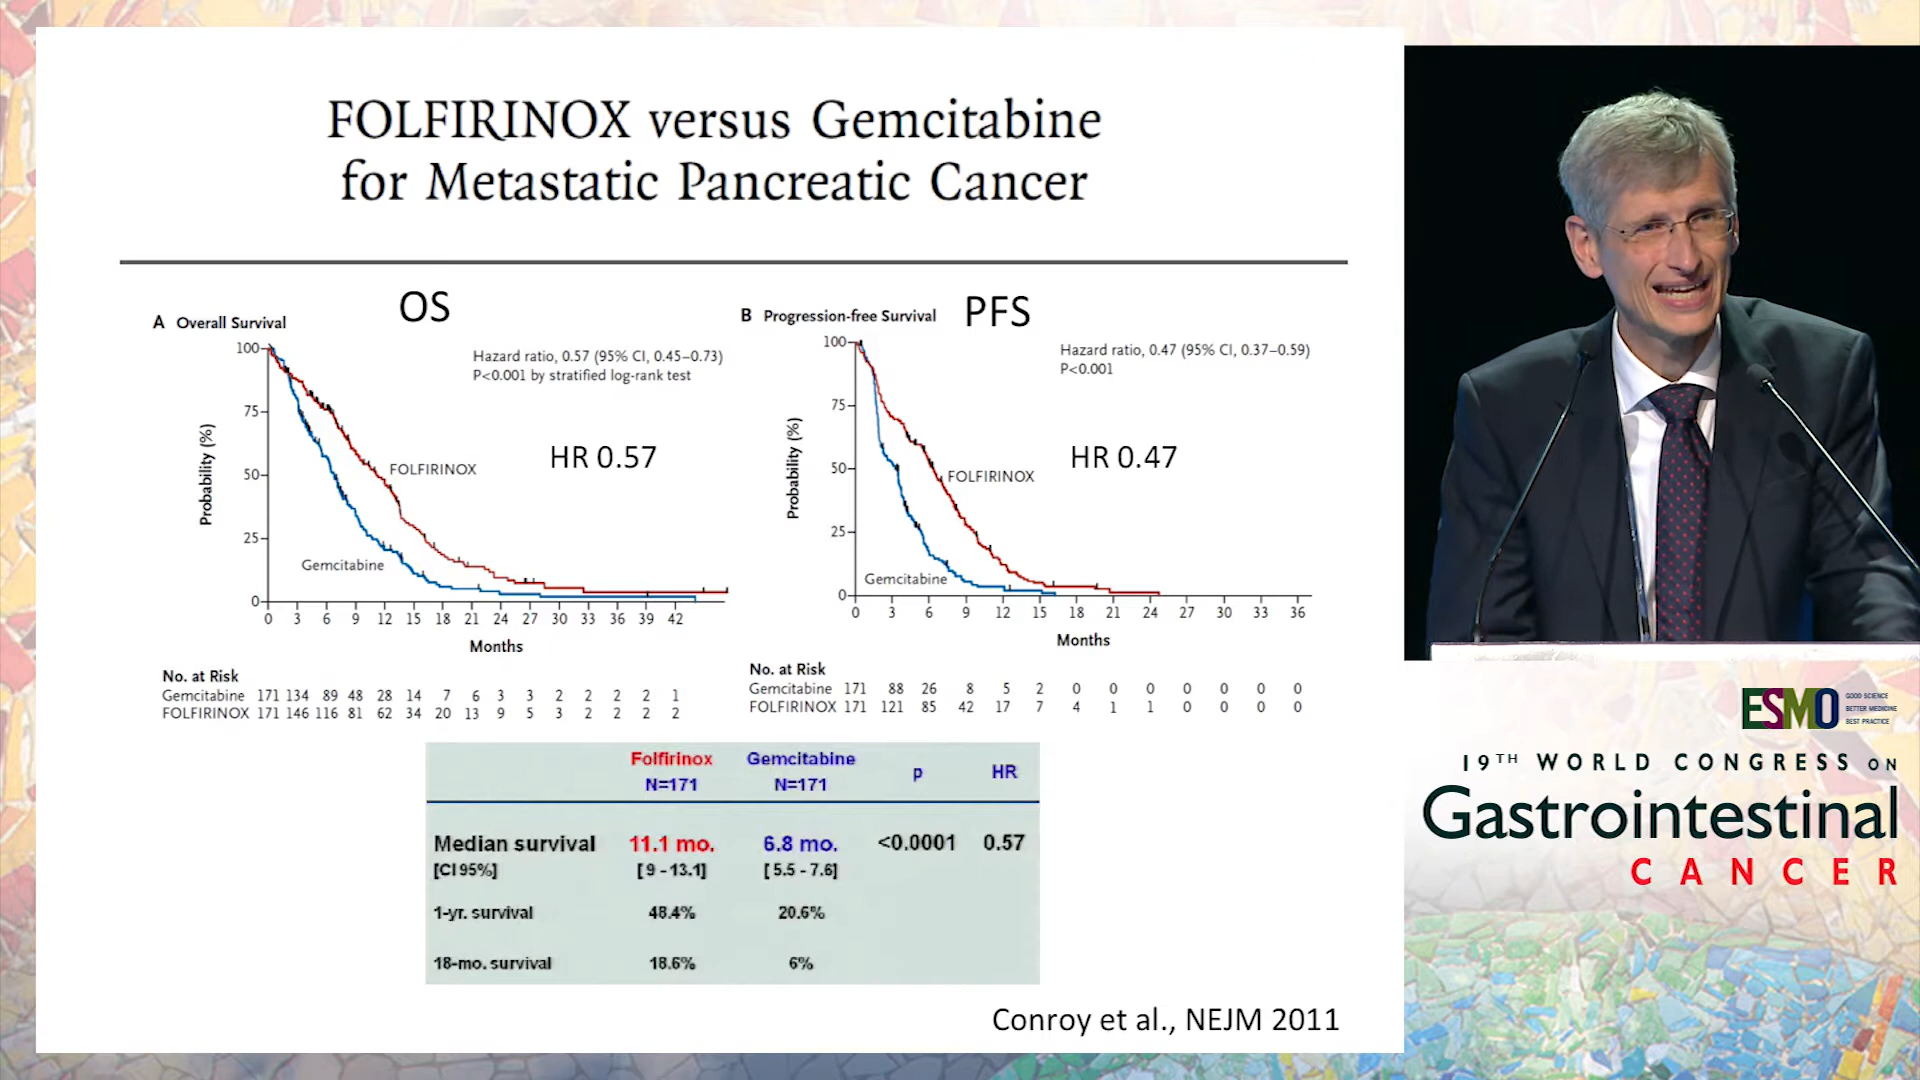 FOLFIRINOX versus Gemcitabine
for Metastatic Pancreatic Cancer
OS
A Overall Survival
Hazard ratio, 0.57 (95% CI, 0.45–0.73)
P<0.001 by stratified log-rank test
HR 0.57
FOLFIRINOX
Gemcitabine
Probability (%)
100
75
50
25
0
0 3 6 9 12 15 18 21 24 27 30 33 36 39 42
Months
No. at Risk
Gemcitabine 171 134 89 48 28 14 7 6 3 3 2 2 2 2 1
FOLFIRINOX 171 146 116 81 62 34 20 13 9 5 3 2 2 2 2
PFS
B Progression-free Survival
Hazard ratio, 0.47 (95% CI, 0.37–0.59)
P<0.001
HR 0.47
FOLFIRINOX
Gemcitabine
Probability (%)
100
75
50
25
0
0 3 6 9 12 15 18 21 24 27 30 33 36
Months
No. at Risk
Gemcitabine 171 88 26 8 5 2 0 0 0 0 0 0 0
FOLFIRINOX 171 121 85 42 17 7 4 1 1 0 0 0 0
Folfirinox Gemcitabine p HR
N=171 N=171
Median survival 11.1 mo. 6.8 mo. <0.0001 0.57
[CI 95%] [9 - 13.1] [5.5 - 7.6]
1-yr. survival 48.4% 20.6%
18-mo. survival 18.6% 6%
Conroy et al., NEJM 2011
ESMO
GOOD SCIENCE
BETTER MEDICINE
BEST PRACTICE
19TH WORLD CONGRESS ON
Gastrointestinal
CANCER